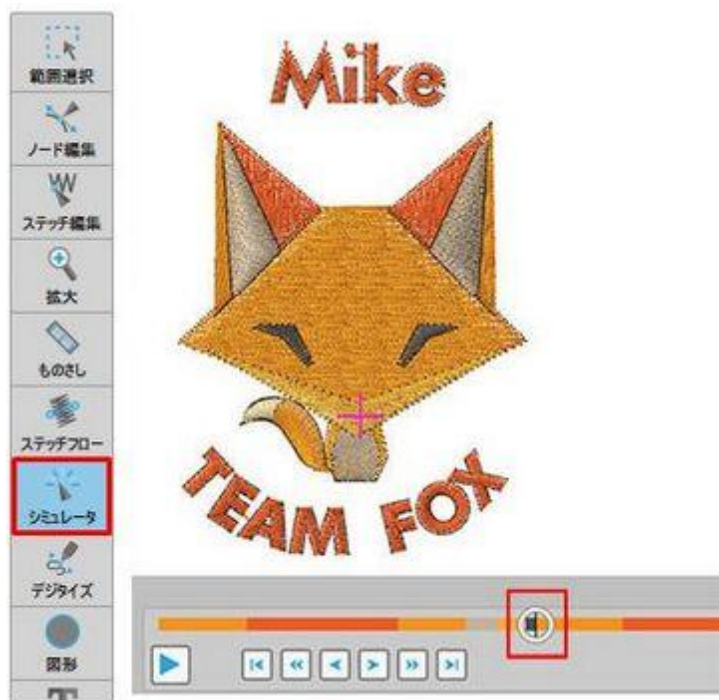 範囲選択
ノード編集
ステッチ編集
拡大
ものさし
ステッチフロー
シミュレータ
デジタイズ
図形
Mike
TEAM FOX